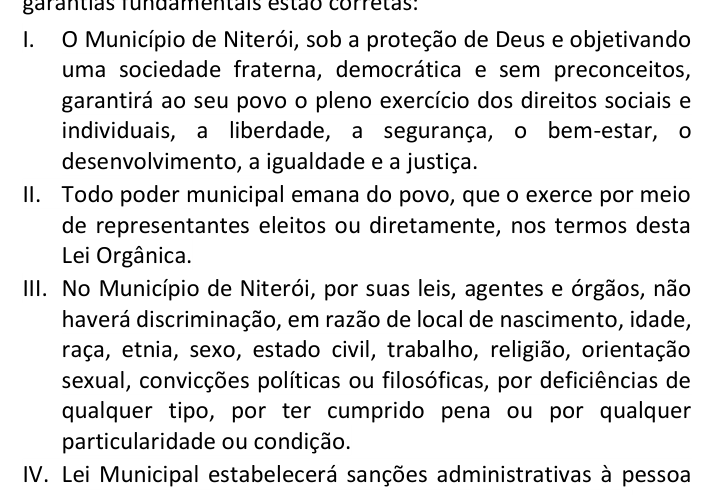 garantias fundamentais estão corretas:
I. O Município de Niterói, sob a proteção de Deus e objetivando
uma sociedade fraterna, democrática e sem preconceitos,
garantirá ao seu povo o pleno exercício dos direitos sociais e
individuais, a liberdade, a segurança, o bem-estar, o
desenvolvimento, a igualdade e a justiça.
II. Todo poder municipal emana do povo, que o exerce por meio
de representantes eleitos ou diretamente, nos termos desta
Lei Orgânica.
III. No Município de Niterói, por suas leis, agentes e órgãos, não
haverá discriminação, em razão de local de nascimento, idade,
raça, etnia, sexo, estado civil, trabalho, religião, orientação
sexual, convicções políticas ou filosóficas, por deficiências de
qualquer tipo, por ter cumprido pena ou por qualquer
particularidade ou condição.
IV. Lei Municipal estabelecerá sanções administrativas à pessoa